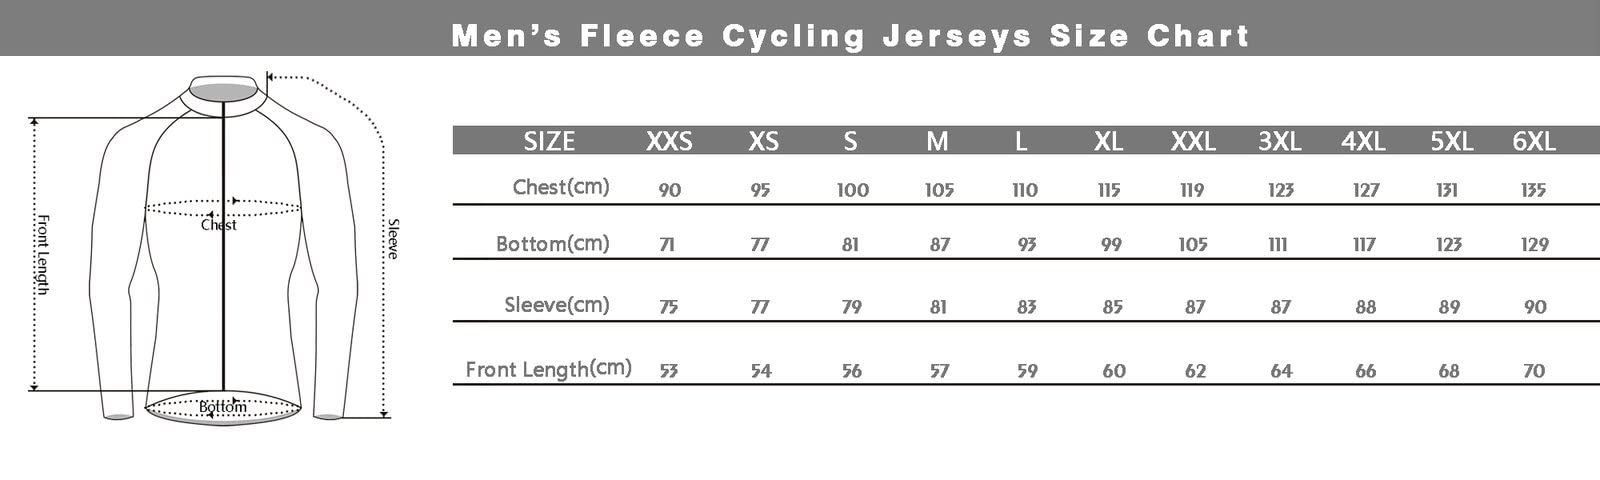 Men's Fleece Cycling Jerseys Size Chart
SIZE XXS XS S M L XL XXL 3XL 4XL 5XL 6XL
Chest(cm) 90 95 100 105 110 115 119 123 127 131 135
Bottom(cm) 71 77 81 87 93 99 105 111 117 123 129
Sleeve(cm) 75 77 79 81 83 85 87 87 88 89 90
Front Length(cm) 53 54 56 57 59 60 62 64 66 68 70
Front Length
Chest
Sleeve
Bottom